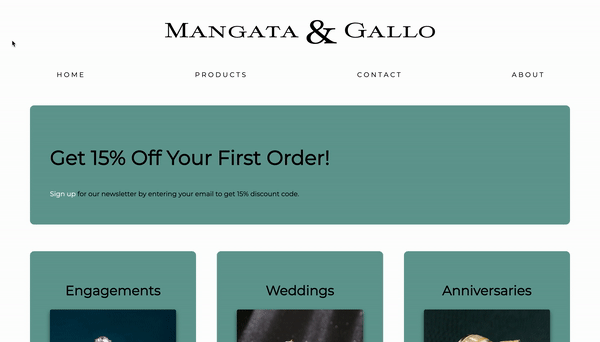 MANGATA & GALLO
HOME PRODUCTS CONTACT ABOUT
Get 15% Off Your First Order!
Sign up for our newsletter by entering your email to get 15% discount code.
Engagements Weddings Anniversaries